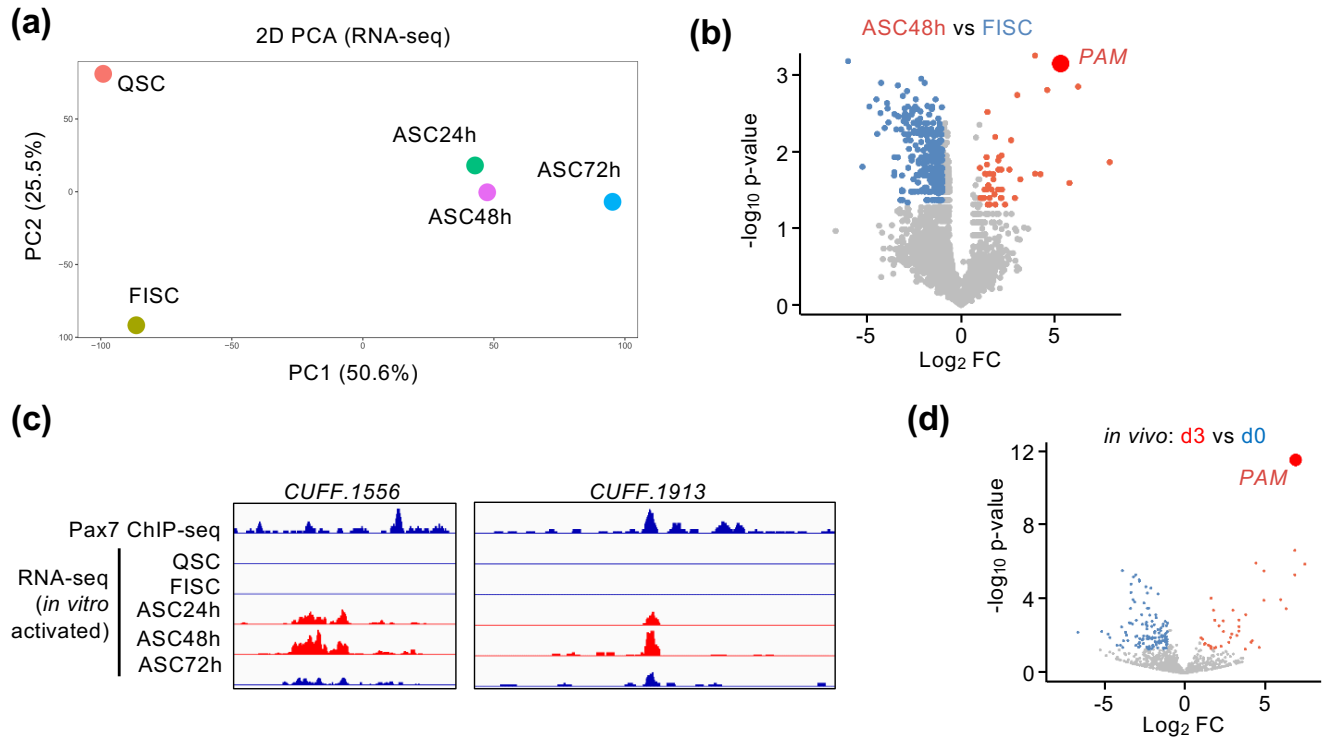 (a)
2D PCA (RNA-seq)
QSC
ASC24h
ASC72h
ASC48h
FISC
PC2 (25.5%)
50
0
−50
100
−100
−50
0
50
100
PC1 (50.6%)
(b)
ASC48h vs FISC
PAM
-log10 p-value
3
2
1
0
-5
0
5
Log2 FC
(c)
CUFF.1556
CUFF.1913
Pax7 ChIP-seq
RNA-seq
(in vitro
activated)
QSC
FISC
ASC24h
ASC48h
ASC72h
(d)
in vivo: d3 vs d0
PAM
-log10 p-value
12
8
4
0
-5
0
5
Log2 FC